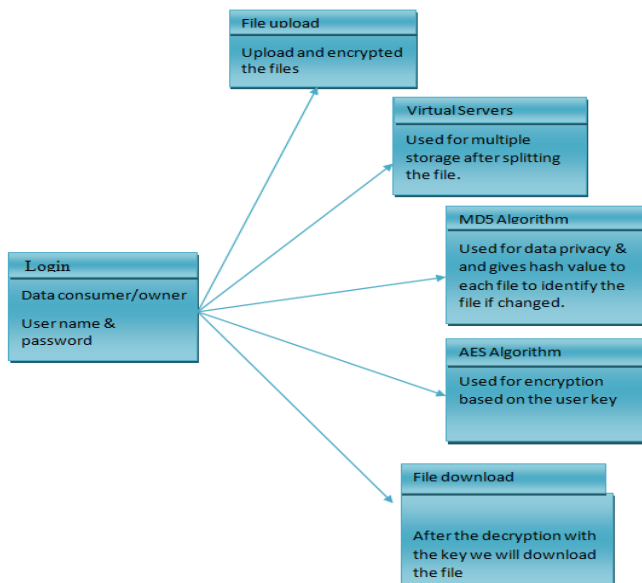 File upload
Upload and encrypted
the files
Virtual Servers
Used for multiple
storage after splitting
the file.
MD5 Algorithm
Used for data privacy &
and gives hash value to
each file to identify the
file if changed.
Login
Data consumer/owner
User name &
password
AES Algorithm
Used for encryption
based on the user key
File download
After the decryption with
the key we will download
the file